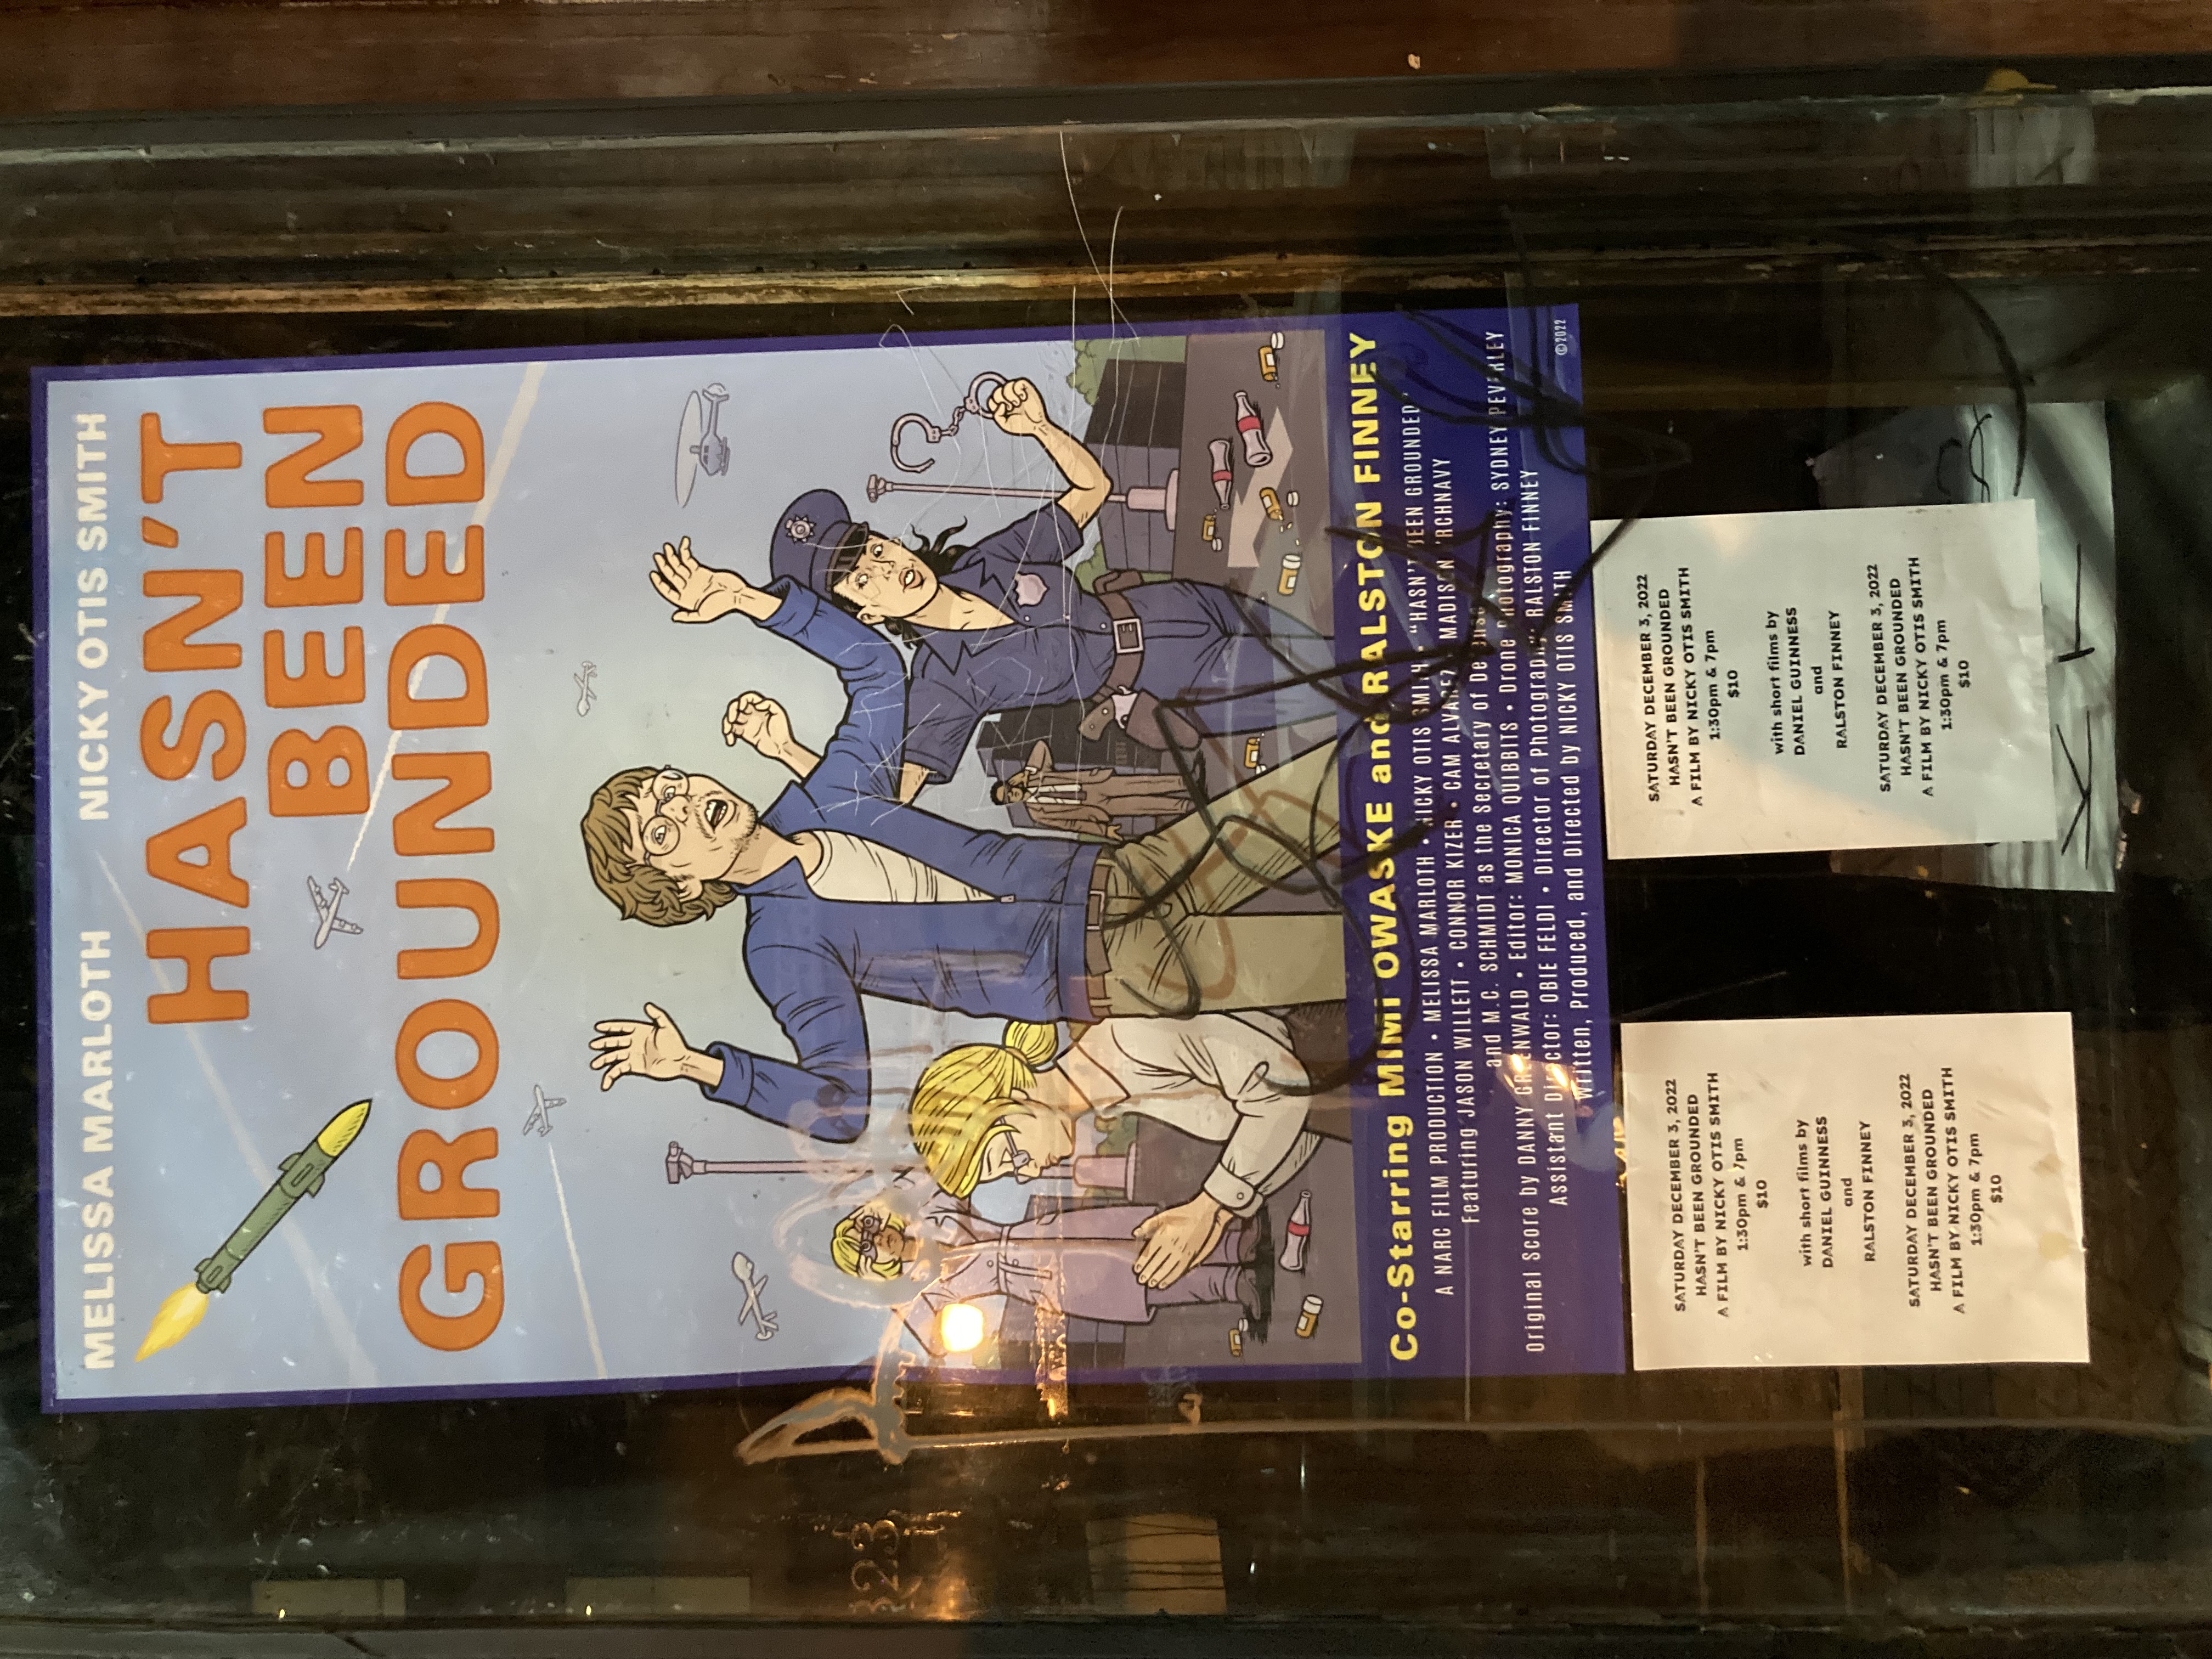 MELISSA MARLOTH NICKY OTIS SMITH
HASN'T
BEEN
GROUNDED
Co-Starring MIMI OWASKE and RALSTON FINNEY
A NARC FILM PRODUCTION • MELISSA MARLOTH • NICKY OTIS SMITH • "HASN'T BEEN GROUNDED"
Featuring JASON WILLETT • CONNOR KIZER • CAM ALVAREZ MADISON
and M.C. SCHMIDT as the Secretary of Defense
Original Score by DANNY GREENWALD • Editor: MONICA QUIBBITS • Drone Photography: SYDNEY PEVERLEY
Assistant Director: OBIE FELDI • Director of Photography: RALSTON FINNEY
Written, Produced, and Directed by NICKY OTIS SMITH
©2022
SATURDAY DECEMBER 3, 2022
HASN'T BEEN GROUNDED
A FILM BY NICKY OTIS SMITH
1:30pm & 7pm
$10
with short films by
DANIEL GUINNESS
and
RALSTON FINNEY
SATURDAY DECEMBER 3, 2022
HASN'T BEEN GROUNDED
A FILM BY NICKY OTIS SMITH
1:30pm & 7pm
$10
SATURDAY DECEMBER 3, 2022
HASN'T BEEN GROUNDED
A FILM BY NICKY OTIS SMITH
1:30pm & 7pm
$10
with short films by
DANIEL GUINNESS
and
RALSTON FINNEY
SATURDAY DECEMBER 3, 2022
HASN'T BEEN GROUNDED
A FILM BY NICKY OTIS SMITH
1:30pm & 7pm
$10
323